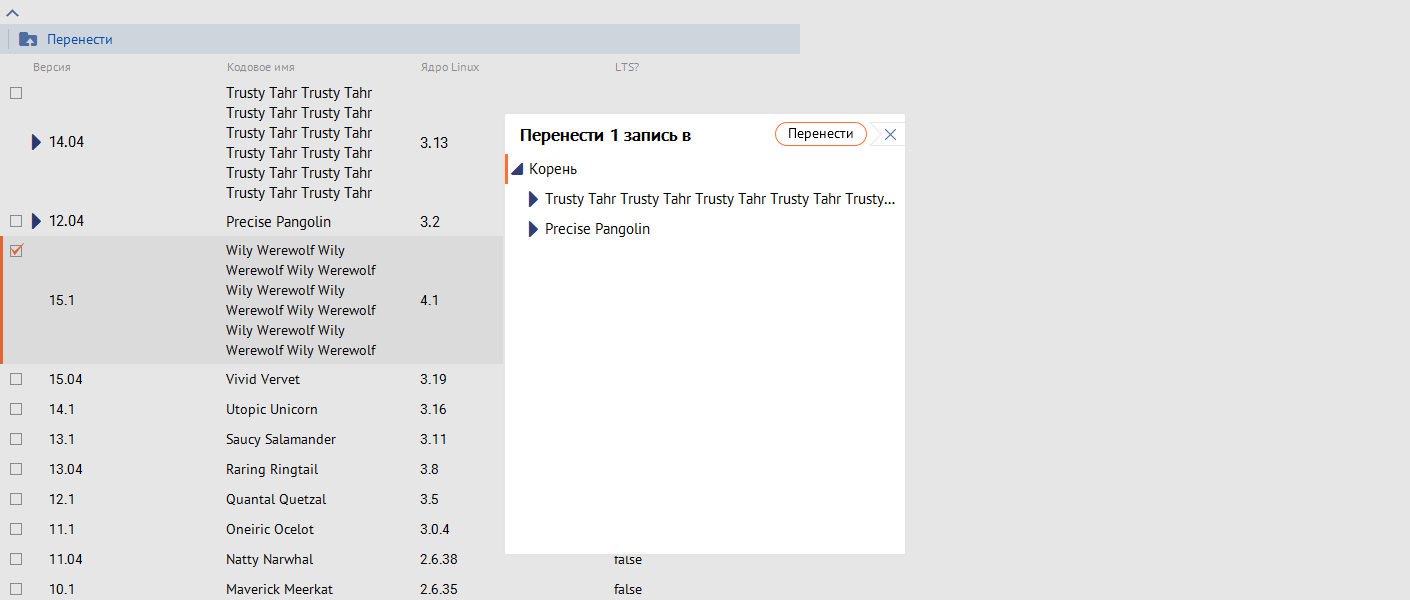 Перенести
Версия Кодовое имя Ядро Linux LTS?
Trusty Tahr Trusty Tahr
Trusty Tahr Trusty Tahr
Trusty Tahr Trusty Tahr
14.04 3.13
Trusty Tahr Trusty Tahr
Trusty Tahr Trusty Tahr
Trusty Tahr Trusty Tahr
12.04 Precise Pangolin 3.2
Wily Werewolf Wily
Werewolf Wily Werewolf
Wily Werewolf Wily
15.1 4.1
Werewolf Wily Werewolf
Wily Werewolf Wily
Werewolf Wily Werewolf
15.04 Vivid Vervet 3.19
14.1 Utopic Unicorn 3.16
13.1 Saucy Salamander 3.11
13.04 Raring Ringtail 3.8
12.1 Quantal Quetzal 3.5
11.1 Oneiric Ocelot 3.0.4
11.04 Natty Narwhal 2.6.38 false
10.1 Maverick Meerkat 2.6.35 false
Перенести 1 запись в Перенести
Корень
Trusty Tahr Trusty Tahr Trusty Tahr Trusty Tahr Trusty...
Precise Pangolin